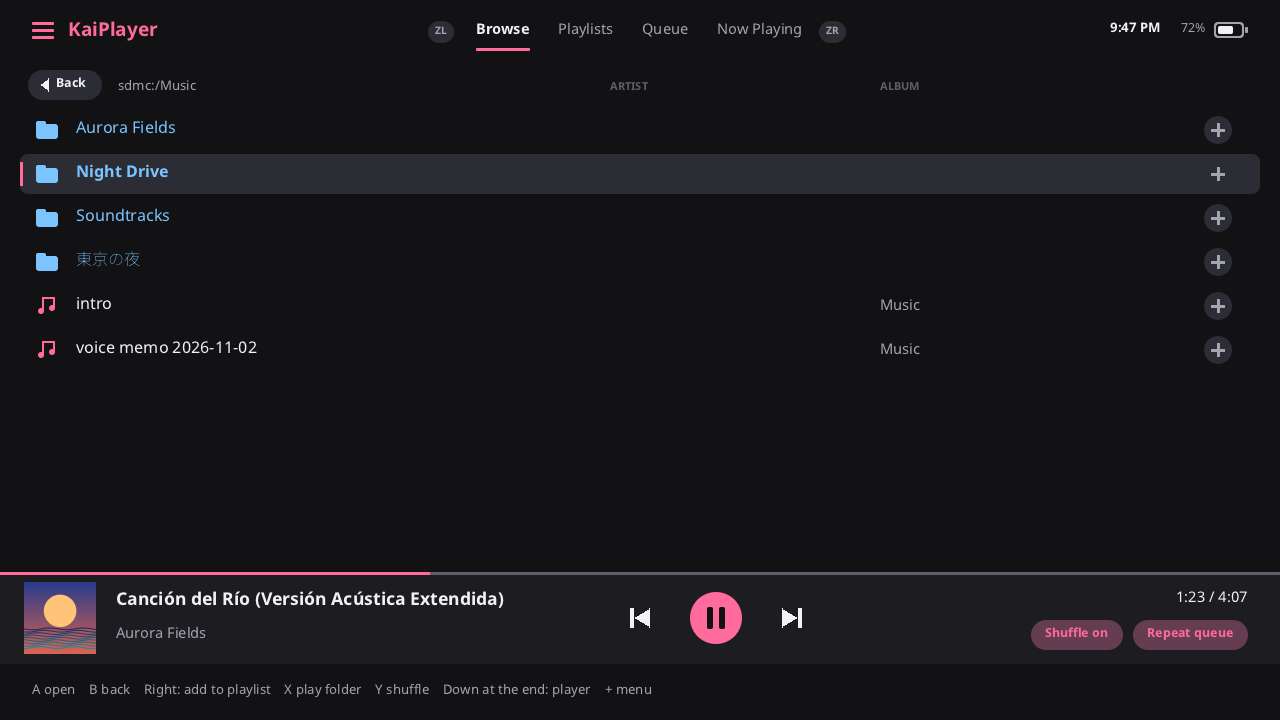 KaiPlayer
ZL Browse Playlists Queue Now Playing ZR
9:47 PM 72%
Back sdmc:/Music ARTIST ALBUM
Aurora Fields
Night Drive
Soundtracks
東京の夜
intro Music
voice memo 2026-11-02 Music
Canción del Río (Versión Acústica Extendida)
Aurora Fields
1:23 / 4:07
Shuffle on Repeat queue
A open B back Right: add to playlist X play folder Y shuffle Down at the end: player + menu